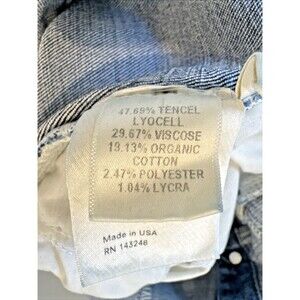 47.69% TENCEL
LYOCELL
29.67% VISCOSE
19.13% ORGANIC
COTTON
2.47% POLYESTER
1.04% LYCRA
Made in USA
RN 143248